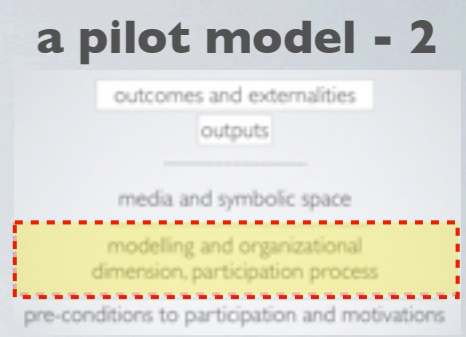 a pilot model - 2
outcomes and externalities
outputs
media and symbolic space
modelling and organizational
dimension, participation process
pre-conditions to participation and motivations